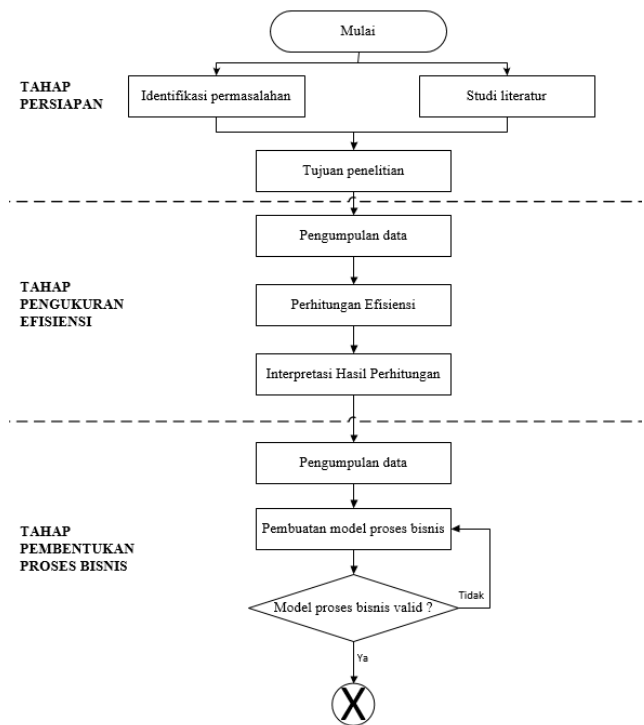 Mulai
TAHAP
PERSIAPAN
Identifikasi permasalahan
Studi literatur
Tujuan penelitian
Pengumpulan data
TAHAP
PENGUKURAN
EFISIENSI
Perhitungan Efisiensi
Interpretasi Hasil Perhitungan
Pengumpulan data
TAHAP
PEMBENTUKAN
PROSES BISNIS
Pembuatan model proses bisnis
Model proses bisnis valid ?
Tidak
Ya
X